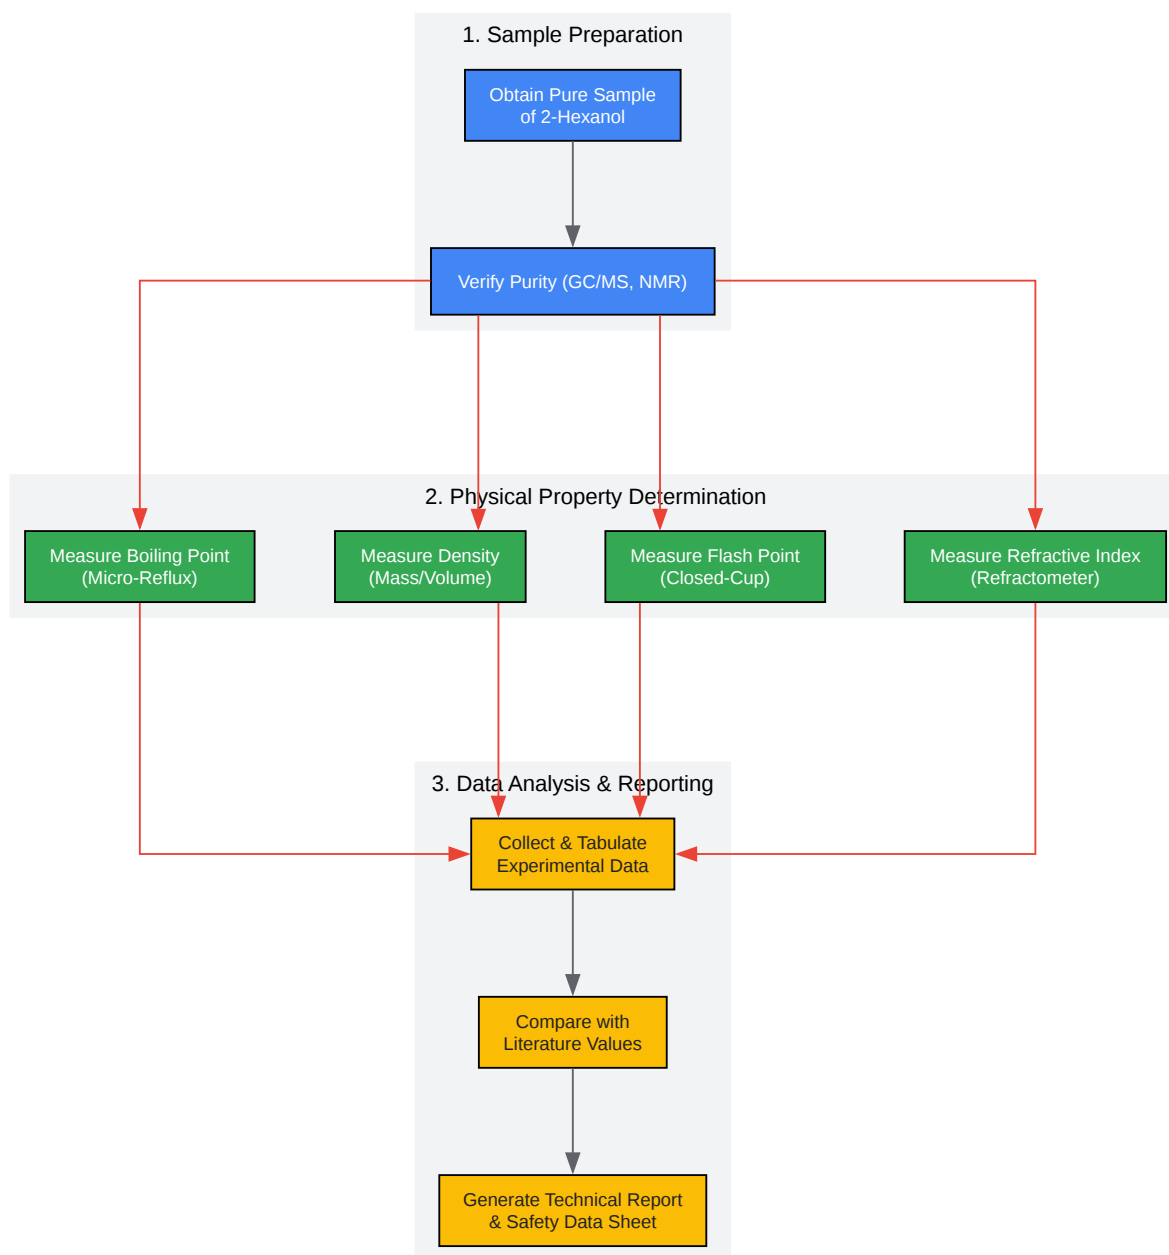 1. Sample Preparation
Obtain Pure Sample
of 2-Hexanol
Verify Purity (GC/MS, NMR)
2. Physical Property Determination
Measure Boiling Point
(Micro-Reflux)
Measure Density
(Mass/Volume)
Measure Flash Point
(Closed-Cup)
Measure Refractive Index
(Refractometer)
3. Data Analysis & Reporting
Collect & Tabulate
Experimental Data
Compare with
Literature Values
Generate Technical Report
& Safety Data Sheet